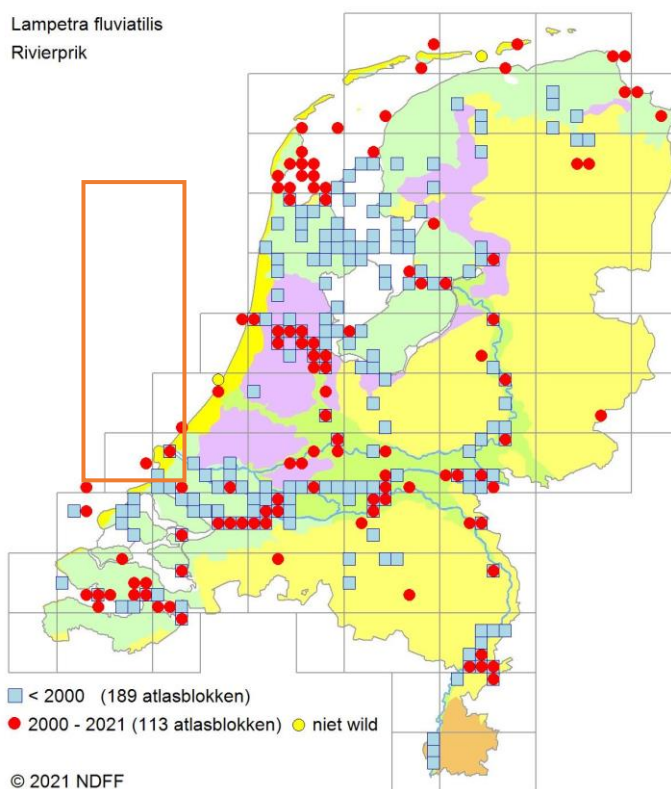 Lampetra fluviatilis
Rivierprik
< 2000 (189 atlasblokken)
2000 - 2021 (113 atlasblokken) niet wild
© 2021 NDFF